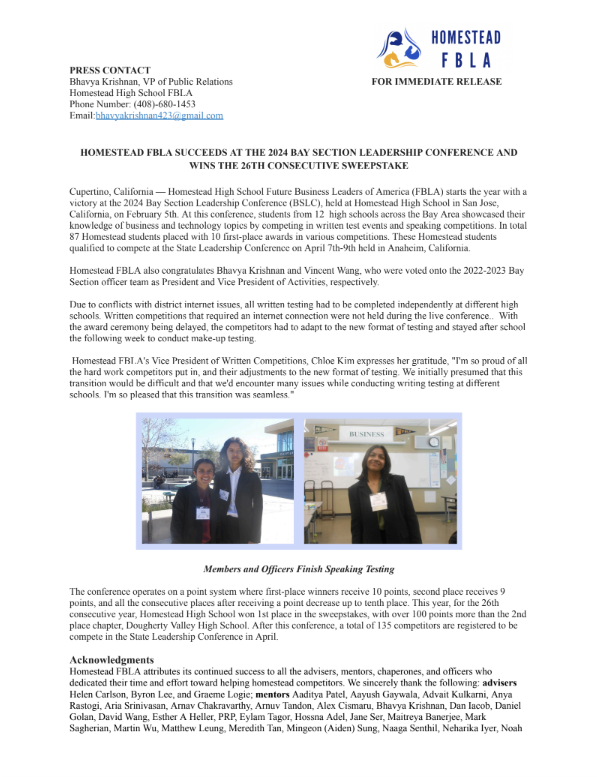 HOMESTEAD
FBLA
PRESS CONTACT
Bhavya Krishnan, VP of Public Relations
FOR IMMEDIATE RELEASE
Homestead High School FBLA
Phone Number: (408)-680-1453
Email:bhavyakrishnan423@gmail.com
HOMESTEAD FBLA SUCCEEDS AT THE 2024 BAY SECTION LEADERSHIP CONFERENCE AND
WINS THE 26TH CONSECUTIVE SWEEPSTAKE
Cupertino, California — Homestead High School Future Business Leaders of America (FBLA) starts the year with a
victory at the 2024 Bay Section Leadership Conference (BSLC), held at Homestead High School in San Jose,
California, on February 5th. At this conference, students from 12 high schools across the Bay Area showcased their
knowledge of business and technology topics by competing in written test events and speaking competitions. In total
87 Homestead students placed with 10 first-place awards in various competitions. These Homestead students
qualified to compete at the State Leadership Conference on April 7th-9th held in Anaheim, California.
Homestead FBLA also congratulates Bhavya Krishnan and Vincent Wang, who were voted onto the 2022-2023 Bay
Section officer team as President and Vice President of Activities, respectively.
Due to conflicts with district internet issues, all written testing had to be completed independently at different high
schools. Written competitions that required an internet connection were not held during the live conference.. With
the award ceremony being delayed, the competitors had to adapt to the new format of testing and stayed after school
the following week to conduct make-up testing.
Homestead FBLA's Vice President of Written Competitions, Chloe Kim expresses her gratitude, "I'm so proud of all
the hard work competitors put in, and their adjustments to the new format of testing. We initially presumed that this
transition would be difficult and that we'd encounter many issues while conducting writing testing at different
schools. I'm so pleased that this transition was seamless."
BUSINESS
Members and Officers Finish Speaking Testing
The conference operates on a point system where first-place winners receive 10 points, second place receives 9
points, and all the consecutive places after receiving a point decrease up to tenth place. This year, for the 26th
consecutive year, Homestead High School won 1st place in the sweepstakes, with over 100 points more than the 2nd
place chapter, Dougherty Valley High School. After this conference, a total of 135 competitors are registered to be
compete in the State Leadership Conference in April.
Acknowledgments
Homestead FBLA attributes its continued success to all the advisers, mentors, chaperones, and officers who
dedicated their time and effort toward helping homestead competitors. We sincerely thank the following: advisers
Helen Carlson, Byron Lee, and Graeme Logie; mentors Aaditya Patel, Aayush Gaywala, Advait Kulkarni, Anya
Rastogi, Aria Srinivasan, Arnav Chakravarthy, Arnuv Tandon, Alex Cismaru, Bhavya Krishnan, Dan Iacob, Daniel
Golan, David Wang, Esther A Heller, PRP, Eylam Tagor, Hossna Adel, Jane Ser, Maitreya Banerjee, Mark
Sagherian, Martin Wu, Matthew Leung, Meredith Tan, Mingeon (Aiden) Sung, Naaga Senthil, Neharika Iyer, Noah